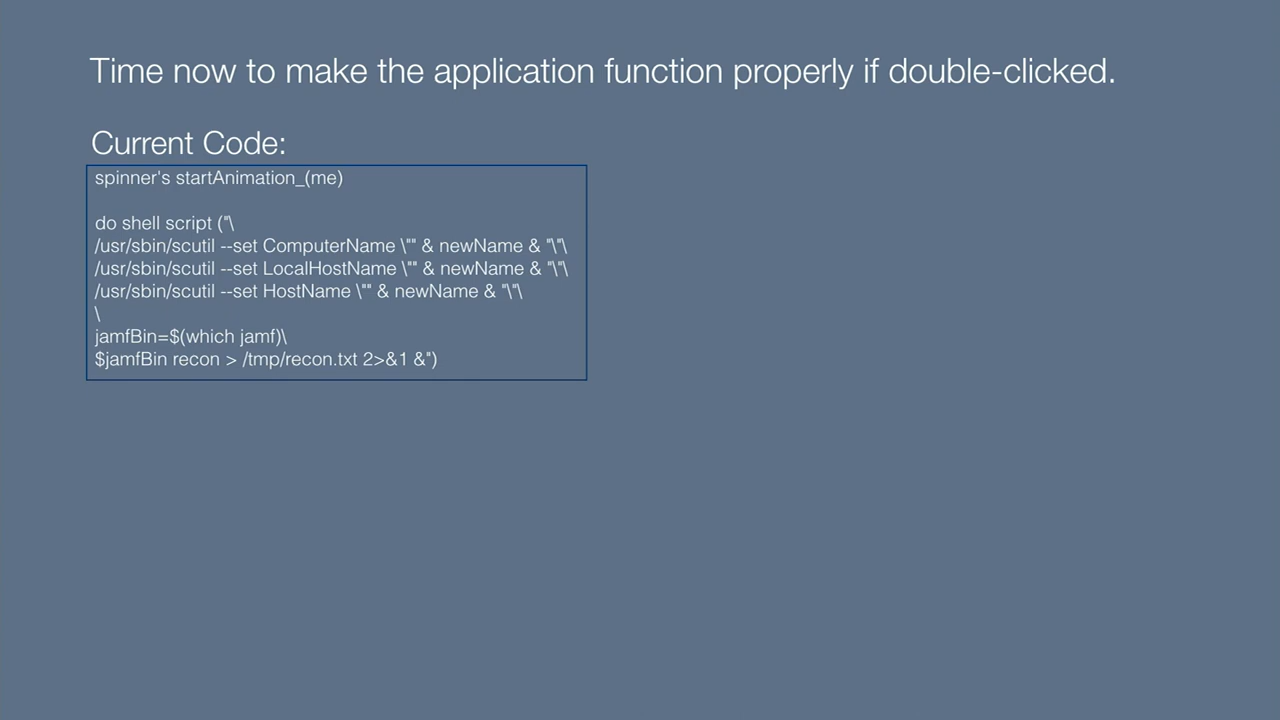 Time now to make the application function properly if double-clicked.
Current Code:
spinner's startAnimation_(me)
do shell script ("\
/usr/sbin/scutil --set ComputerName \"" & newName & "\"\
/usr/sbin/scutil --set LocalHostName \"" & newName & "\"\
/usr/sbin/scutil --set HostName \"" & newName & "\"\
\
jamfBin=$(which jamf)\
$jamfBin recon > /tmp/recon.txt 2>&1 &")